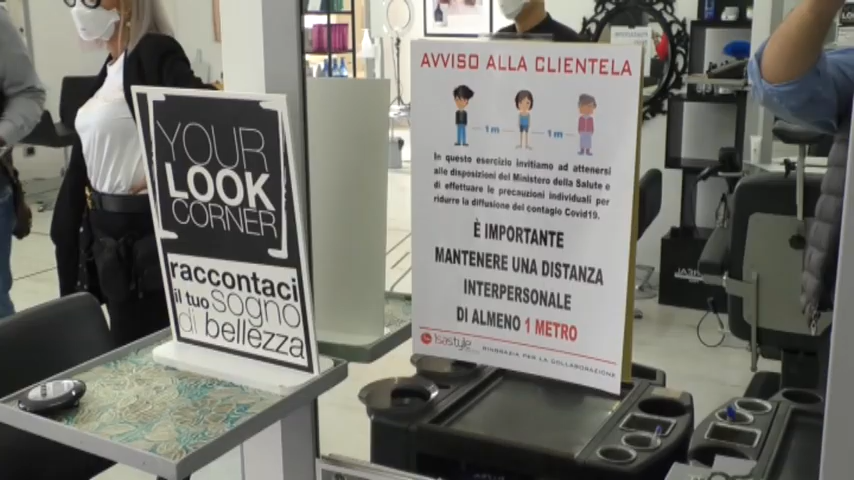 YOUR
LOOK
CORNER
raccontaci
il tuo sogno
di bellezza
AVVISO ALLA CLIENTELA
1 m
1 m
In questo esercizio invitiamo ad attenersi
alle disposizioni del Ministero della Salute e
di effettuare le precauzioni individuali per
ridurre la diffusione del contagio Covid19.
È IMPORTANTE
MANTENERE UNA DISTANZA
INTERPERSONALE
DI ALMENO 1 METRO
Isastyle
RINGRAZIA PER LA COLLABORAZIONE